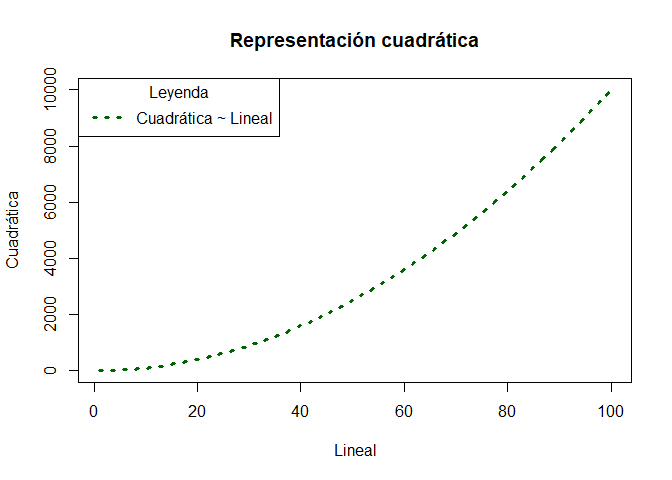 Representación cuadrática
Leyenda
Cuadrática ~ Lineal
Cuadrática
10000
8000
6000
4000
2000
0
0 20 40 60 80 100
Lineal